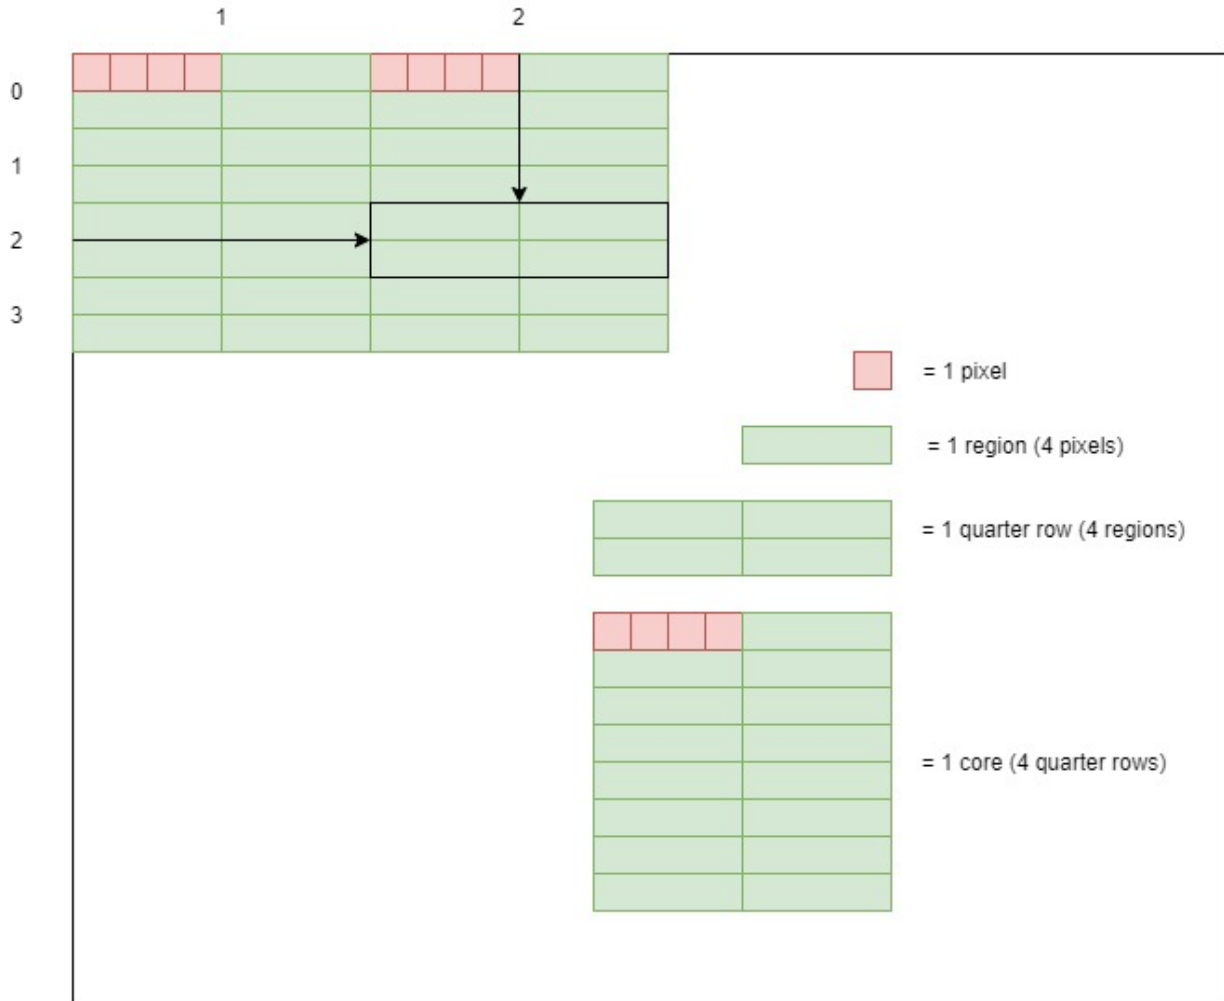 1
2
0
1
2
3
= 1 pixel
= 1 region (4 pixels)
= 1 quarter row (4 regions)
= 1 core (4 quarter rows)